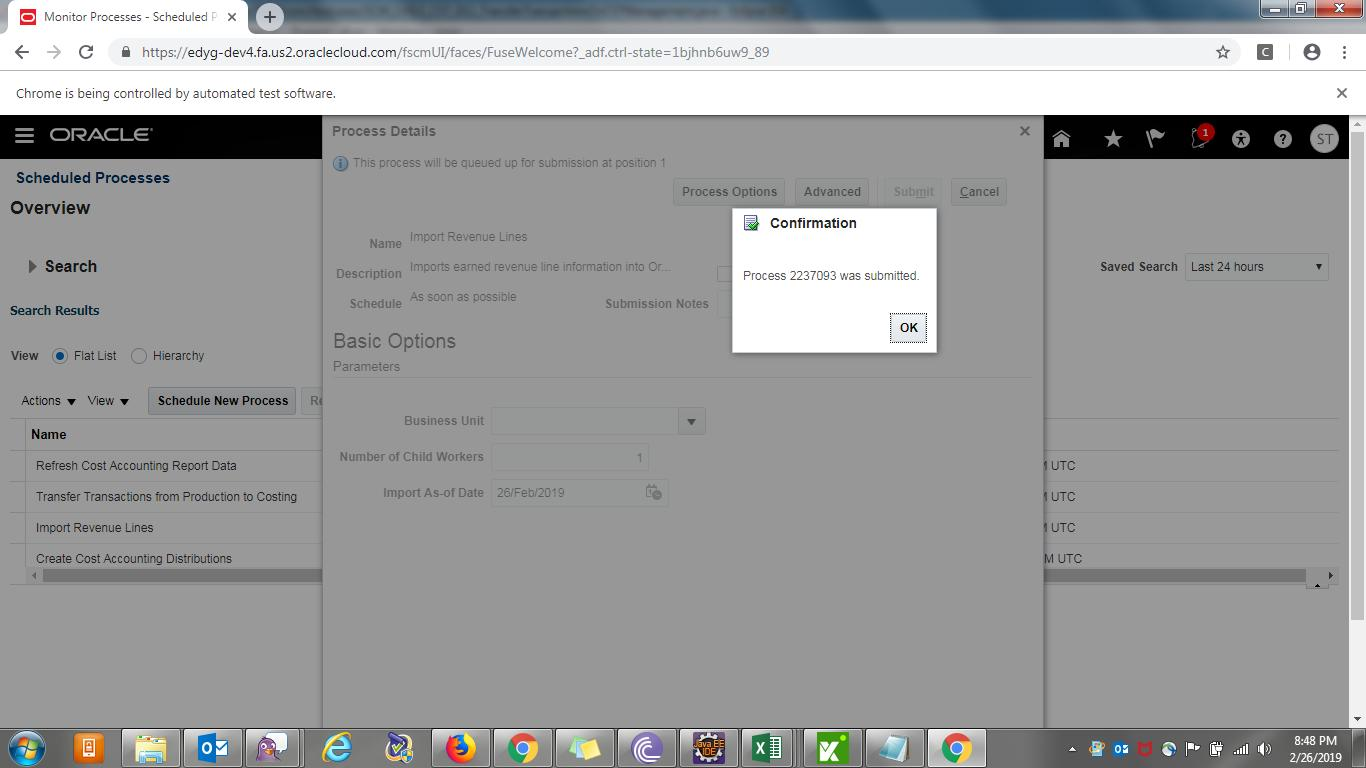 Monitor Processes - Scheduled P
https://edyg-dev4.fa.us2.oraclecloud.com/fscmUI/faces/FuseWelcome?_adf.ctrl-state=1bjhnb6uw9_89
C
Chrome is being controlled by automated test software.
ORACLE
Process Details
1
ST
This process will be queued up for submission at position 1
Scheduled Processes
Process Options
Advanced
Submit
Cancel
Overview
Confirmation
Name
Import Revenue Lines
Search
Description
Imports earned revenue line information into Or...
Process 2237093 was submitted.
Saved Search
Last 24 hours
Schedule
As soon as possible
Submission Notes
Search Results
OK
Basic Options
View
Flat List
Hierarchy
Parameters
Actions
View
Schedule New Process
Re
Business Unit
Name
Number of Child Workers
1
Refresh Cost Accounting Report Data
M UTC
Import As-of Date
26/Feb/2019
Transfer Transactions from Production to Costing
M UTC
Import Revenue Lines
M UTC
Create Cost Accounting Distributions
M UTC
Java EE
IDE
8:48 PM
2/26/2019